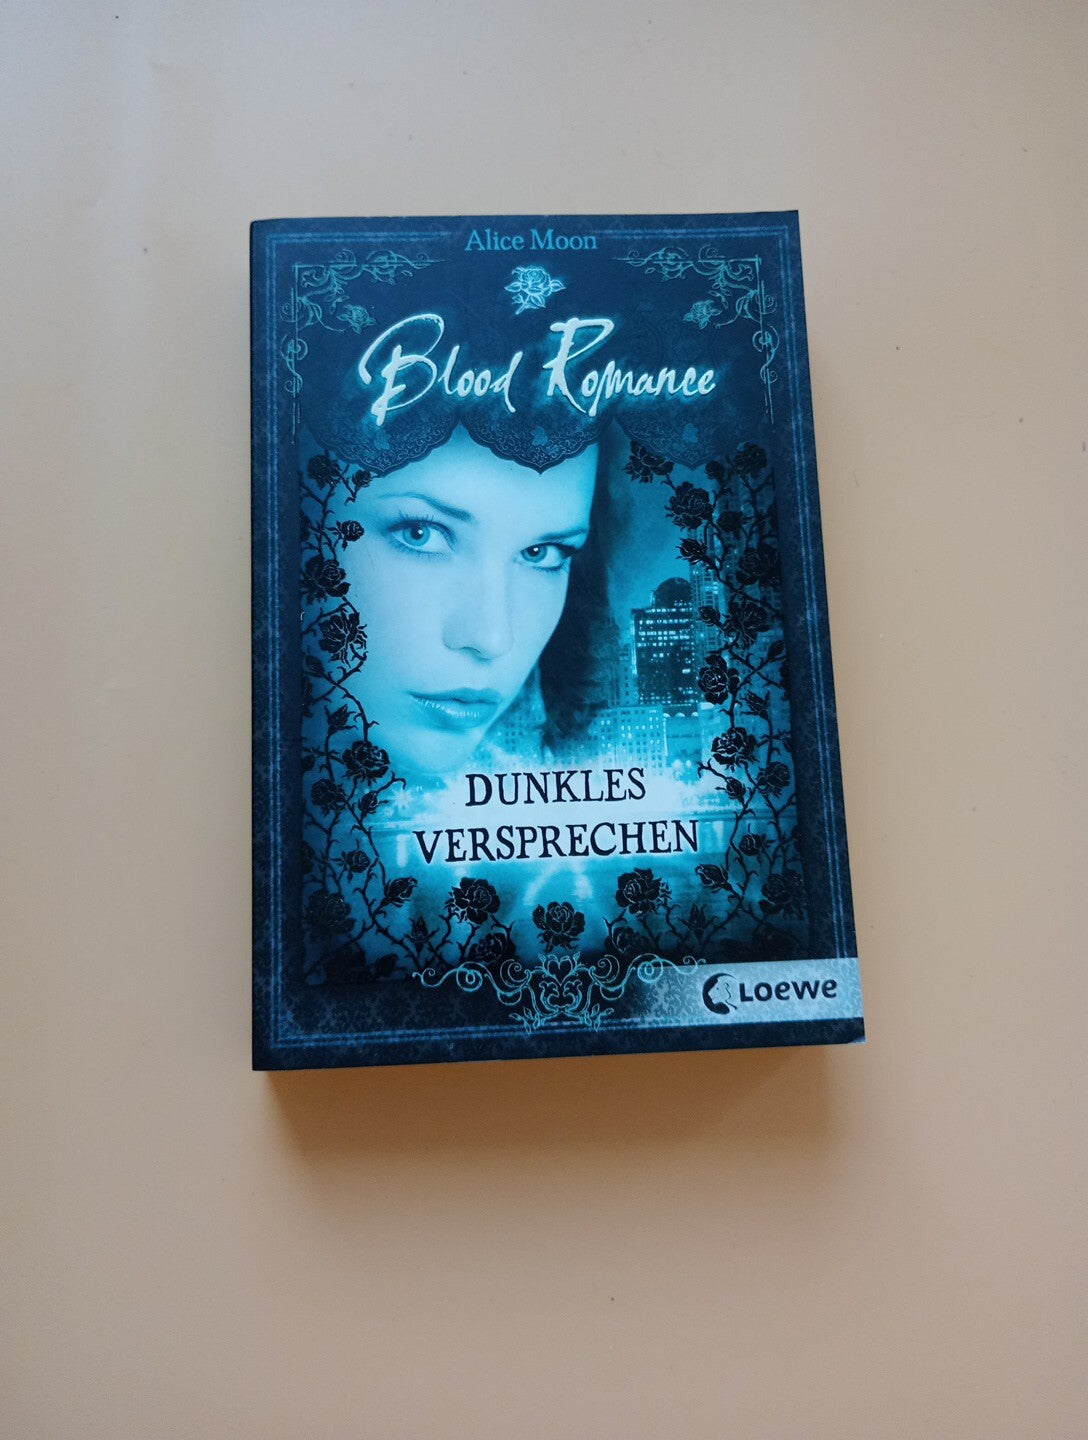 Alice Moon
Blood Romance
DUNKLES
VERSPRECHEN
Loewe